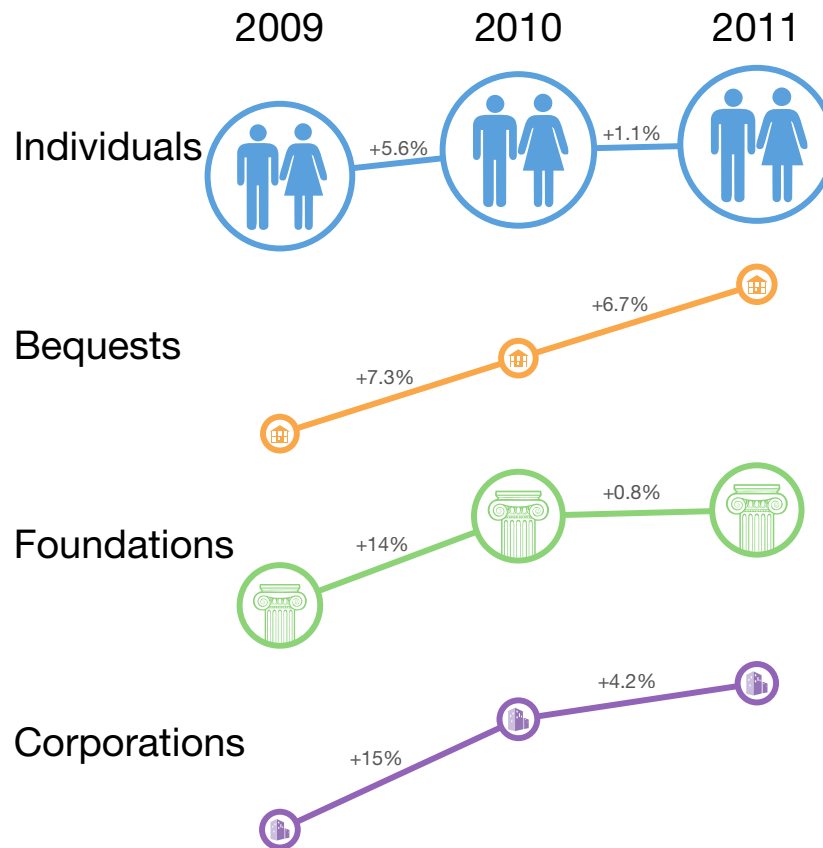 2009 2010 2011
Individuals
+5.6%
+1.1%
Bequests
+7.3%
+6.7%
Foundations
+14%
+0.8%
Corporations
+15%
+4.2%